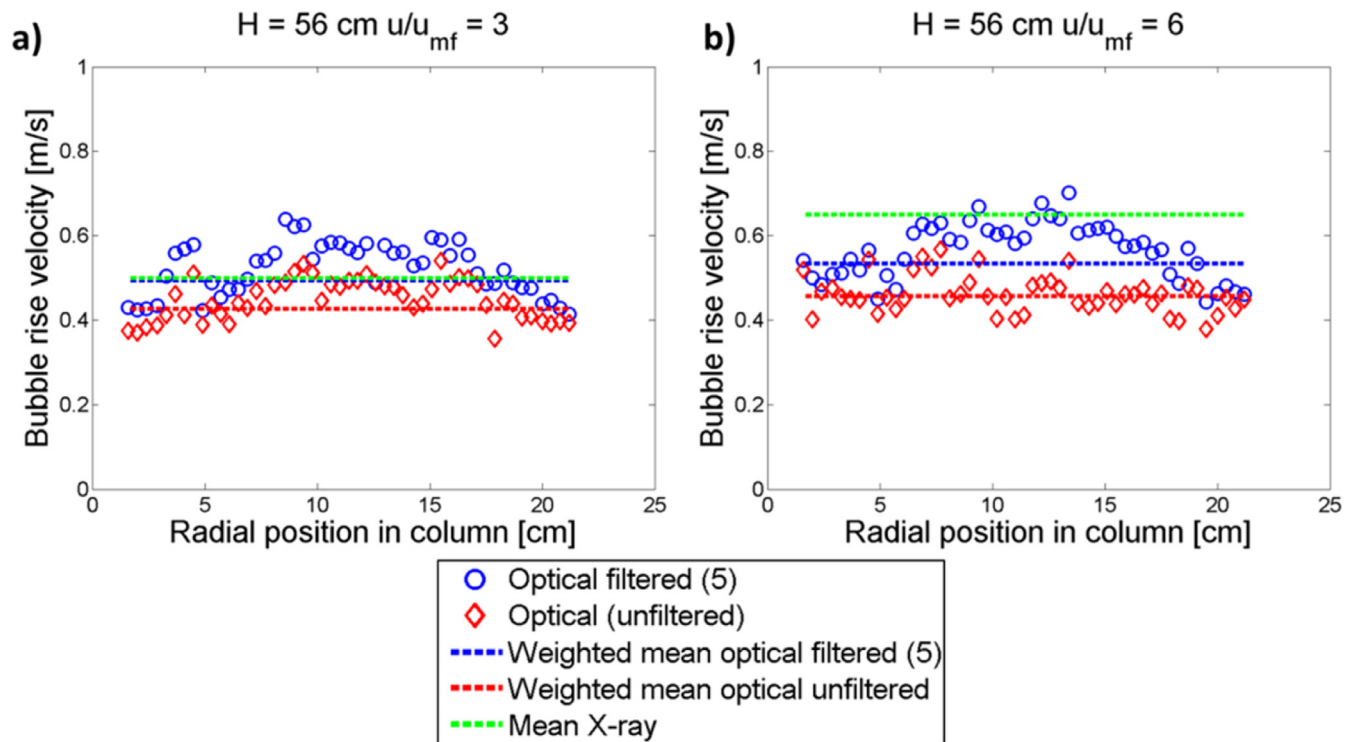 a)
H = 56 cm u/u_mf = 3
1
0.8
0.6
0.4
0.2
0
Bubble rise velocity [m/s]
0 5 10 15 20 25
Radial position in column [cm]
b)
H = 56 cm u/u_mf = 6
1
0.8
0.6
0.4
0.2
0
Bubble rise velocity [m/s]
0 5 10 15 20 25
Radial position in column [cm]
Optical filtered (5)
Optical (unfiltered)
Weighted mean optical filtered (5)
Weighted mean optical unfiltered
Mean X-ray